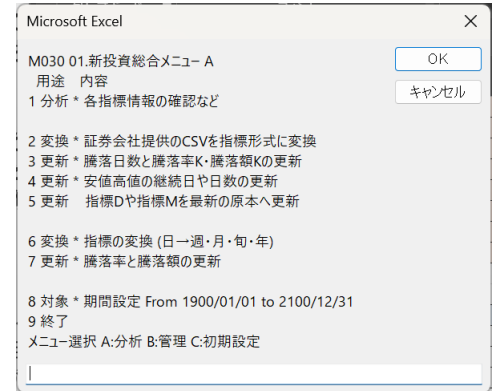 Microsoft Excel
M030 01.新投資総合メニュー A
用途 内容
OK
1 分析 * 各指標情報の確認など
キャンセル
2 変換 * 証券会社提供のCSVを指標形式に変換
3 更新 * 騰落日数と騰落率K・騰落額Kの更新
4 更新 * 安値高値の継続日や日数の更新
5 更新 指標Dや指標Mを最新の原本へ更新
6 変換 * 指標の変換 (日→週・月・旬・年)
7 更新 * 騰落率と騰落額の更新
8 対象 * 期間設定 From 1900/01/01 to 2100/12/31
9 終了
メニュー選択 A:分析 B:管理 C:初期設定